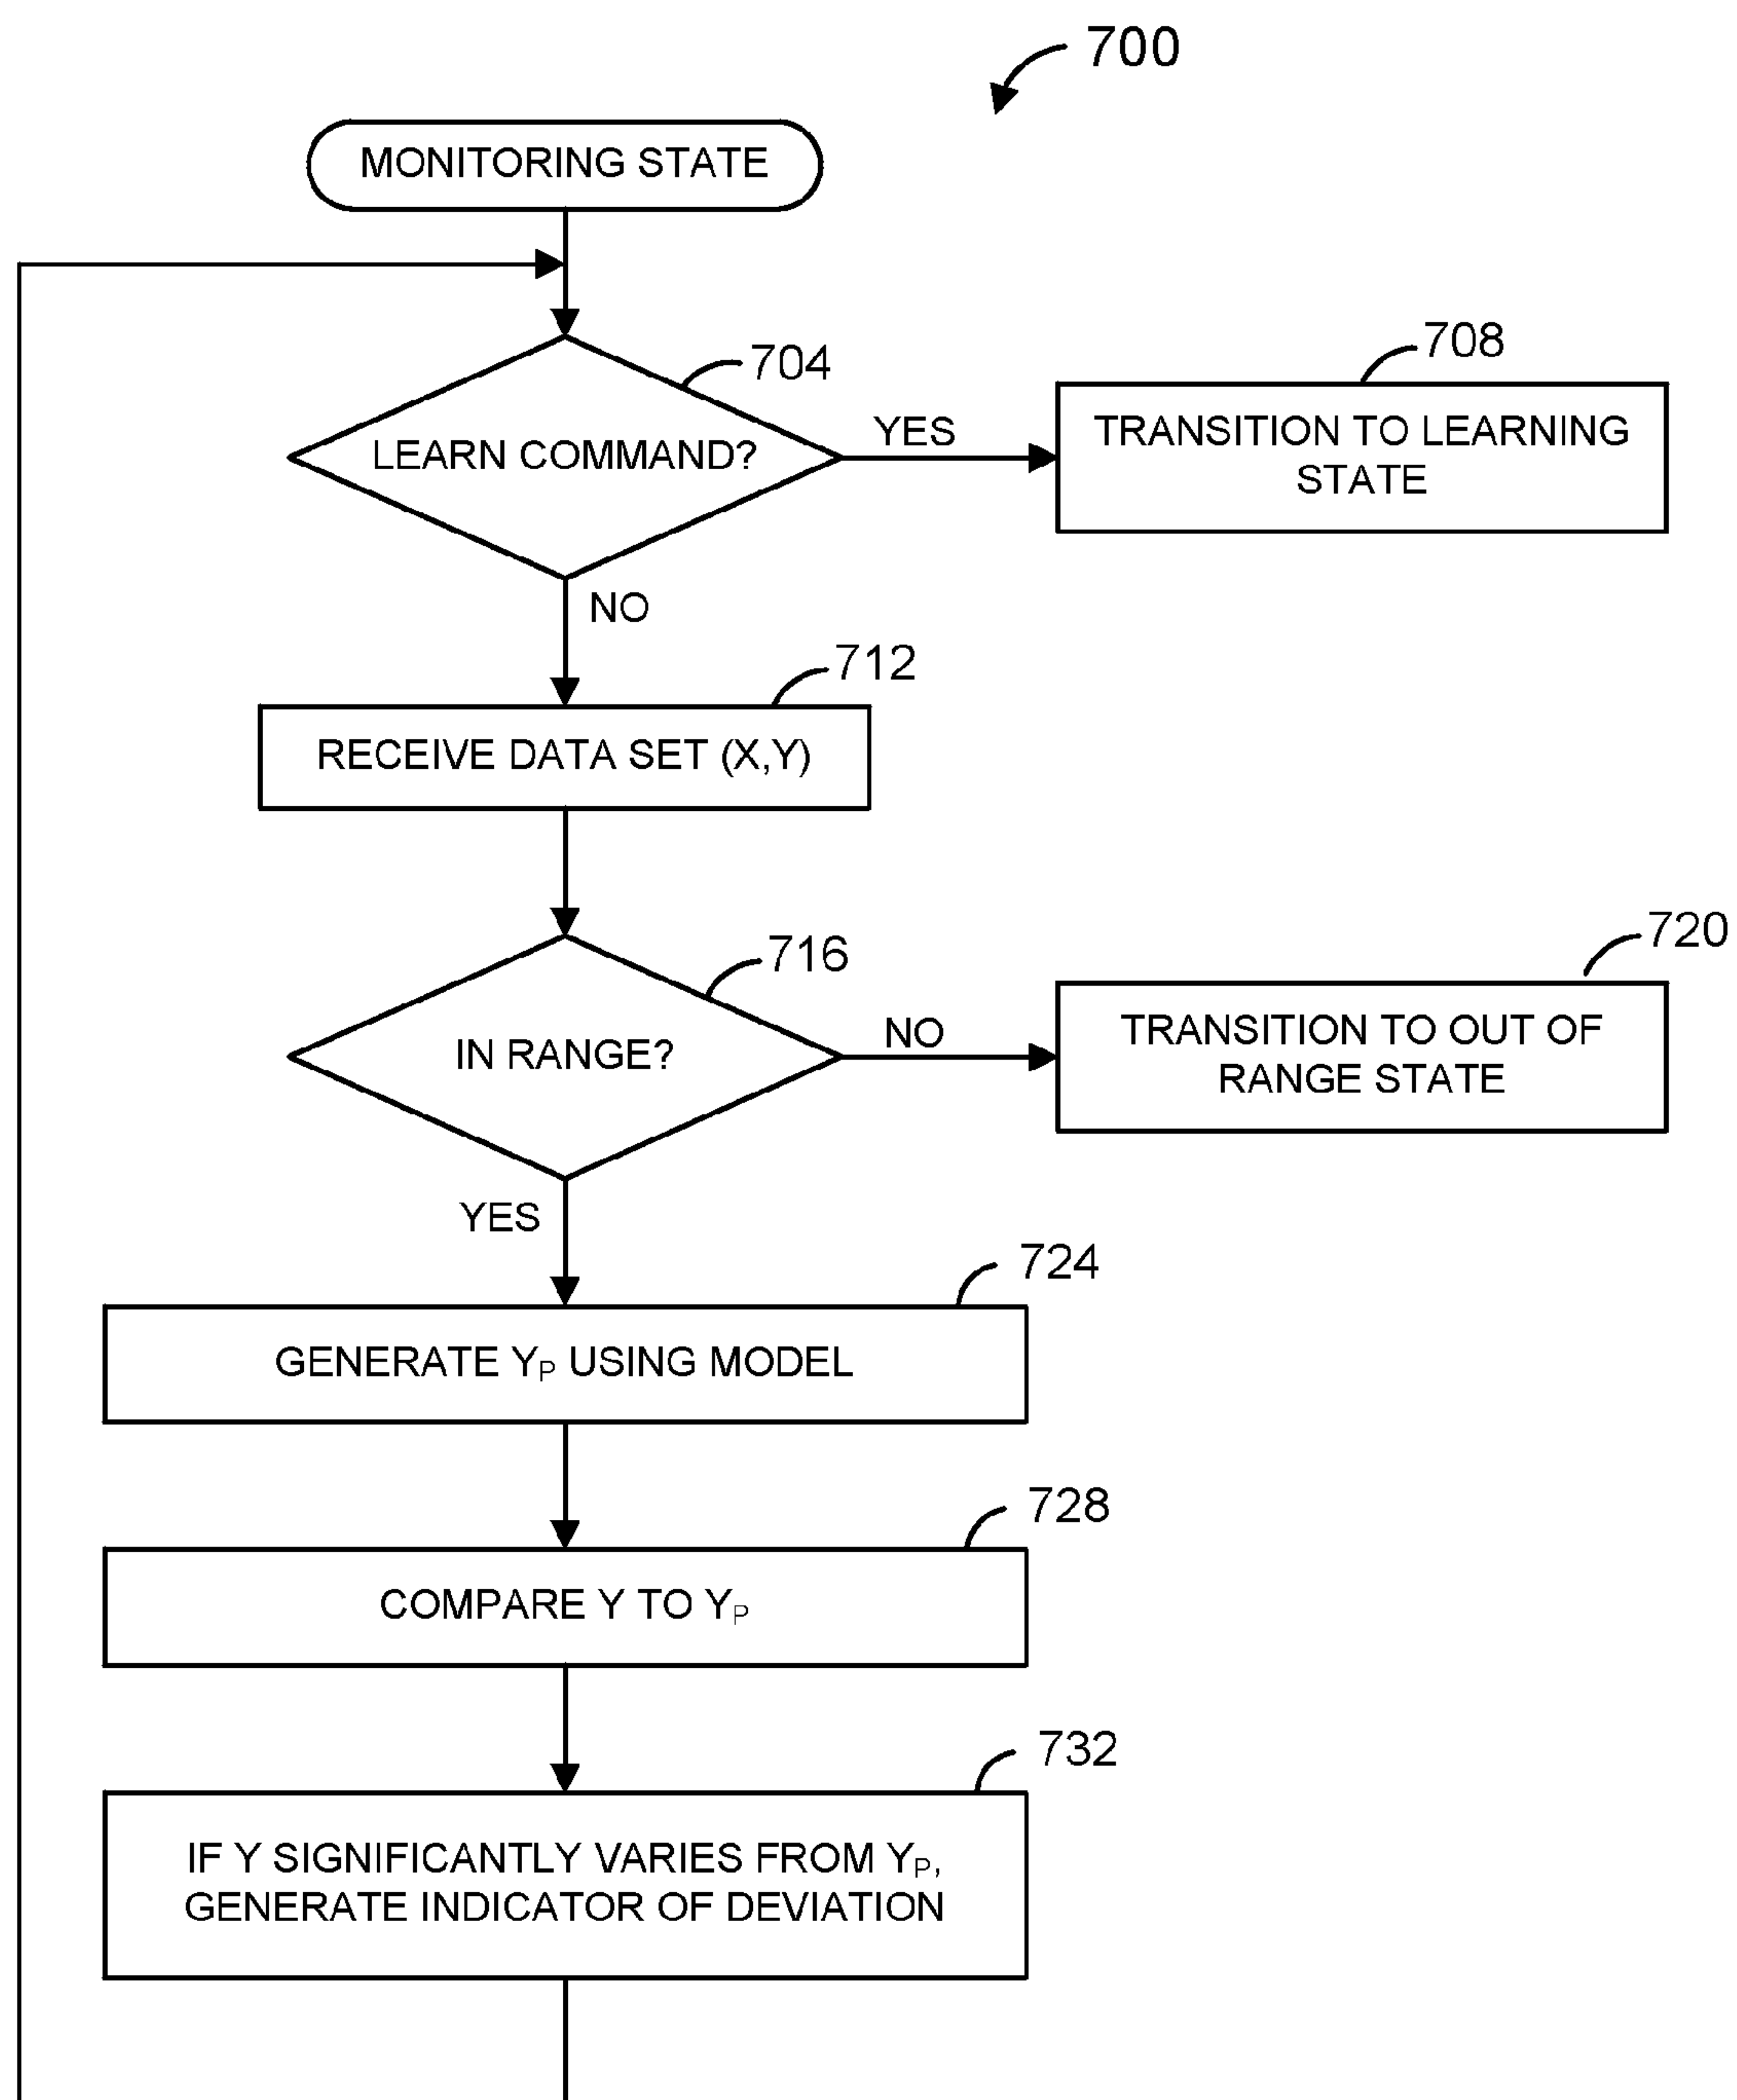 700
MONITORING STATE
704
LEARN COMMAND?
YES
708
TRANSITION TO LEARNING
STATE
NO
712
RECEIVE DATA SET (X,Y)
716
IN RANGE?
NO
720
TRANSITION TO OUT OF
RANGE STATE
YES
724
GENERATE YP USING MODEL
728
COMPARE Y TO YP
732
IF Y SIGNIFICANTLY VARIES FROM YP,
GENERATE INDICATOR OF DEVIATION